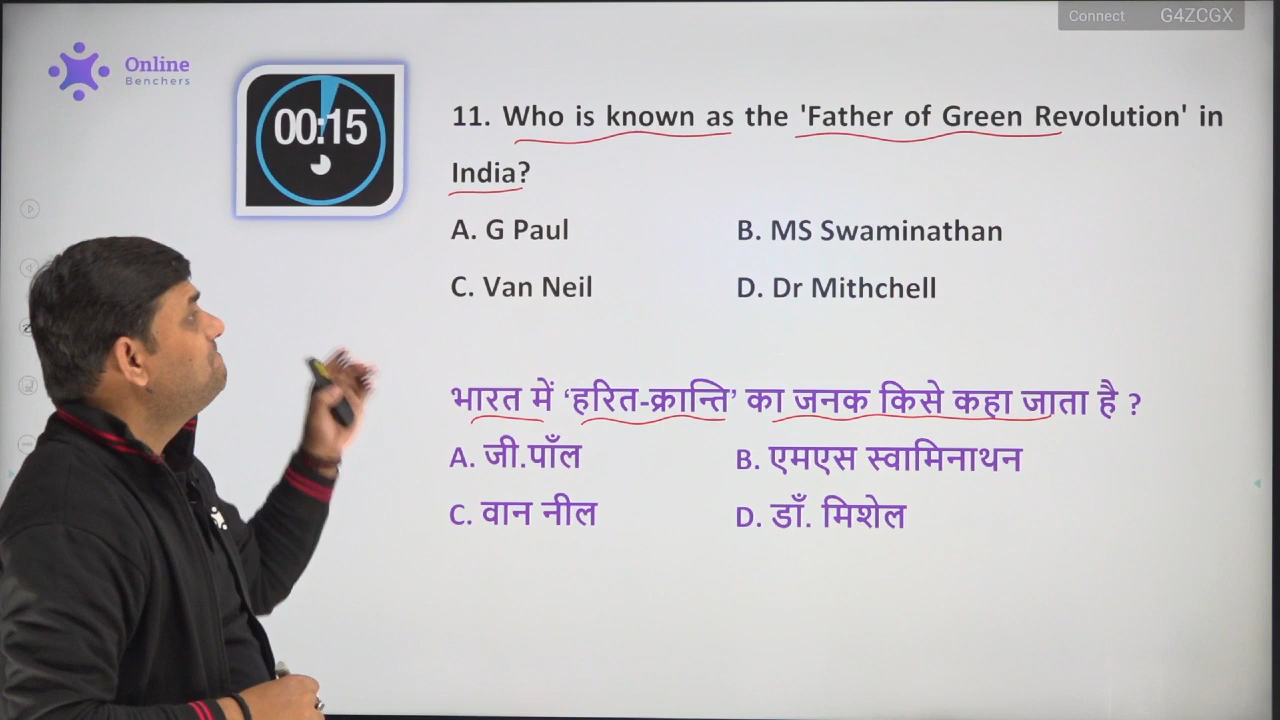 Connect G4ZCGX
Online
Benchers
00:15
11. Who is known as the 'Father of Green Revolution' in
India?
A. G Paul B. MS Swaminathan
C. Van Neil D. Dr Mithchell
भारत में ‘हरित-क्रान्ति’ का जनक किसे कहा जाता है ?
A. जी.पाँल B. एमएस स्वामिनाथन
C. वान नील D. डाँ. मिशेल